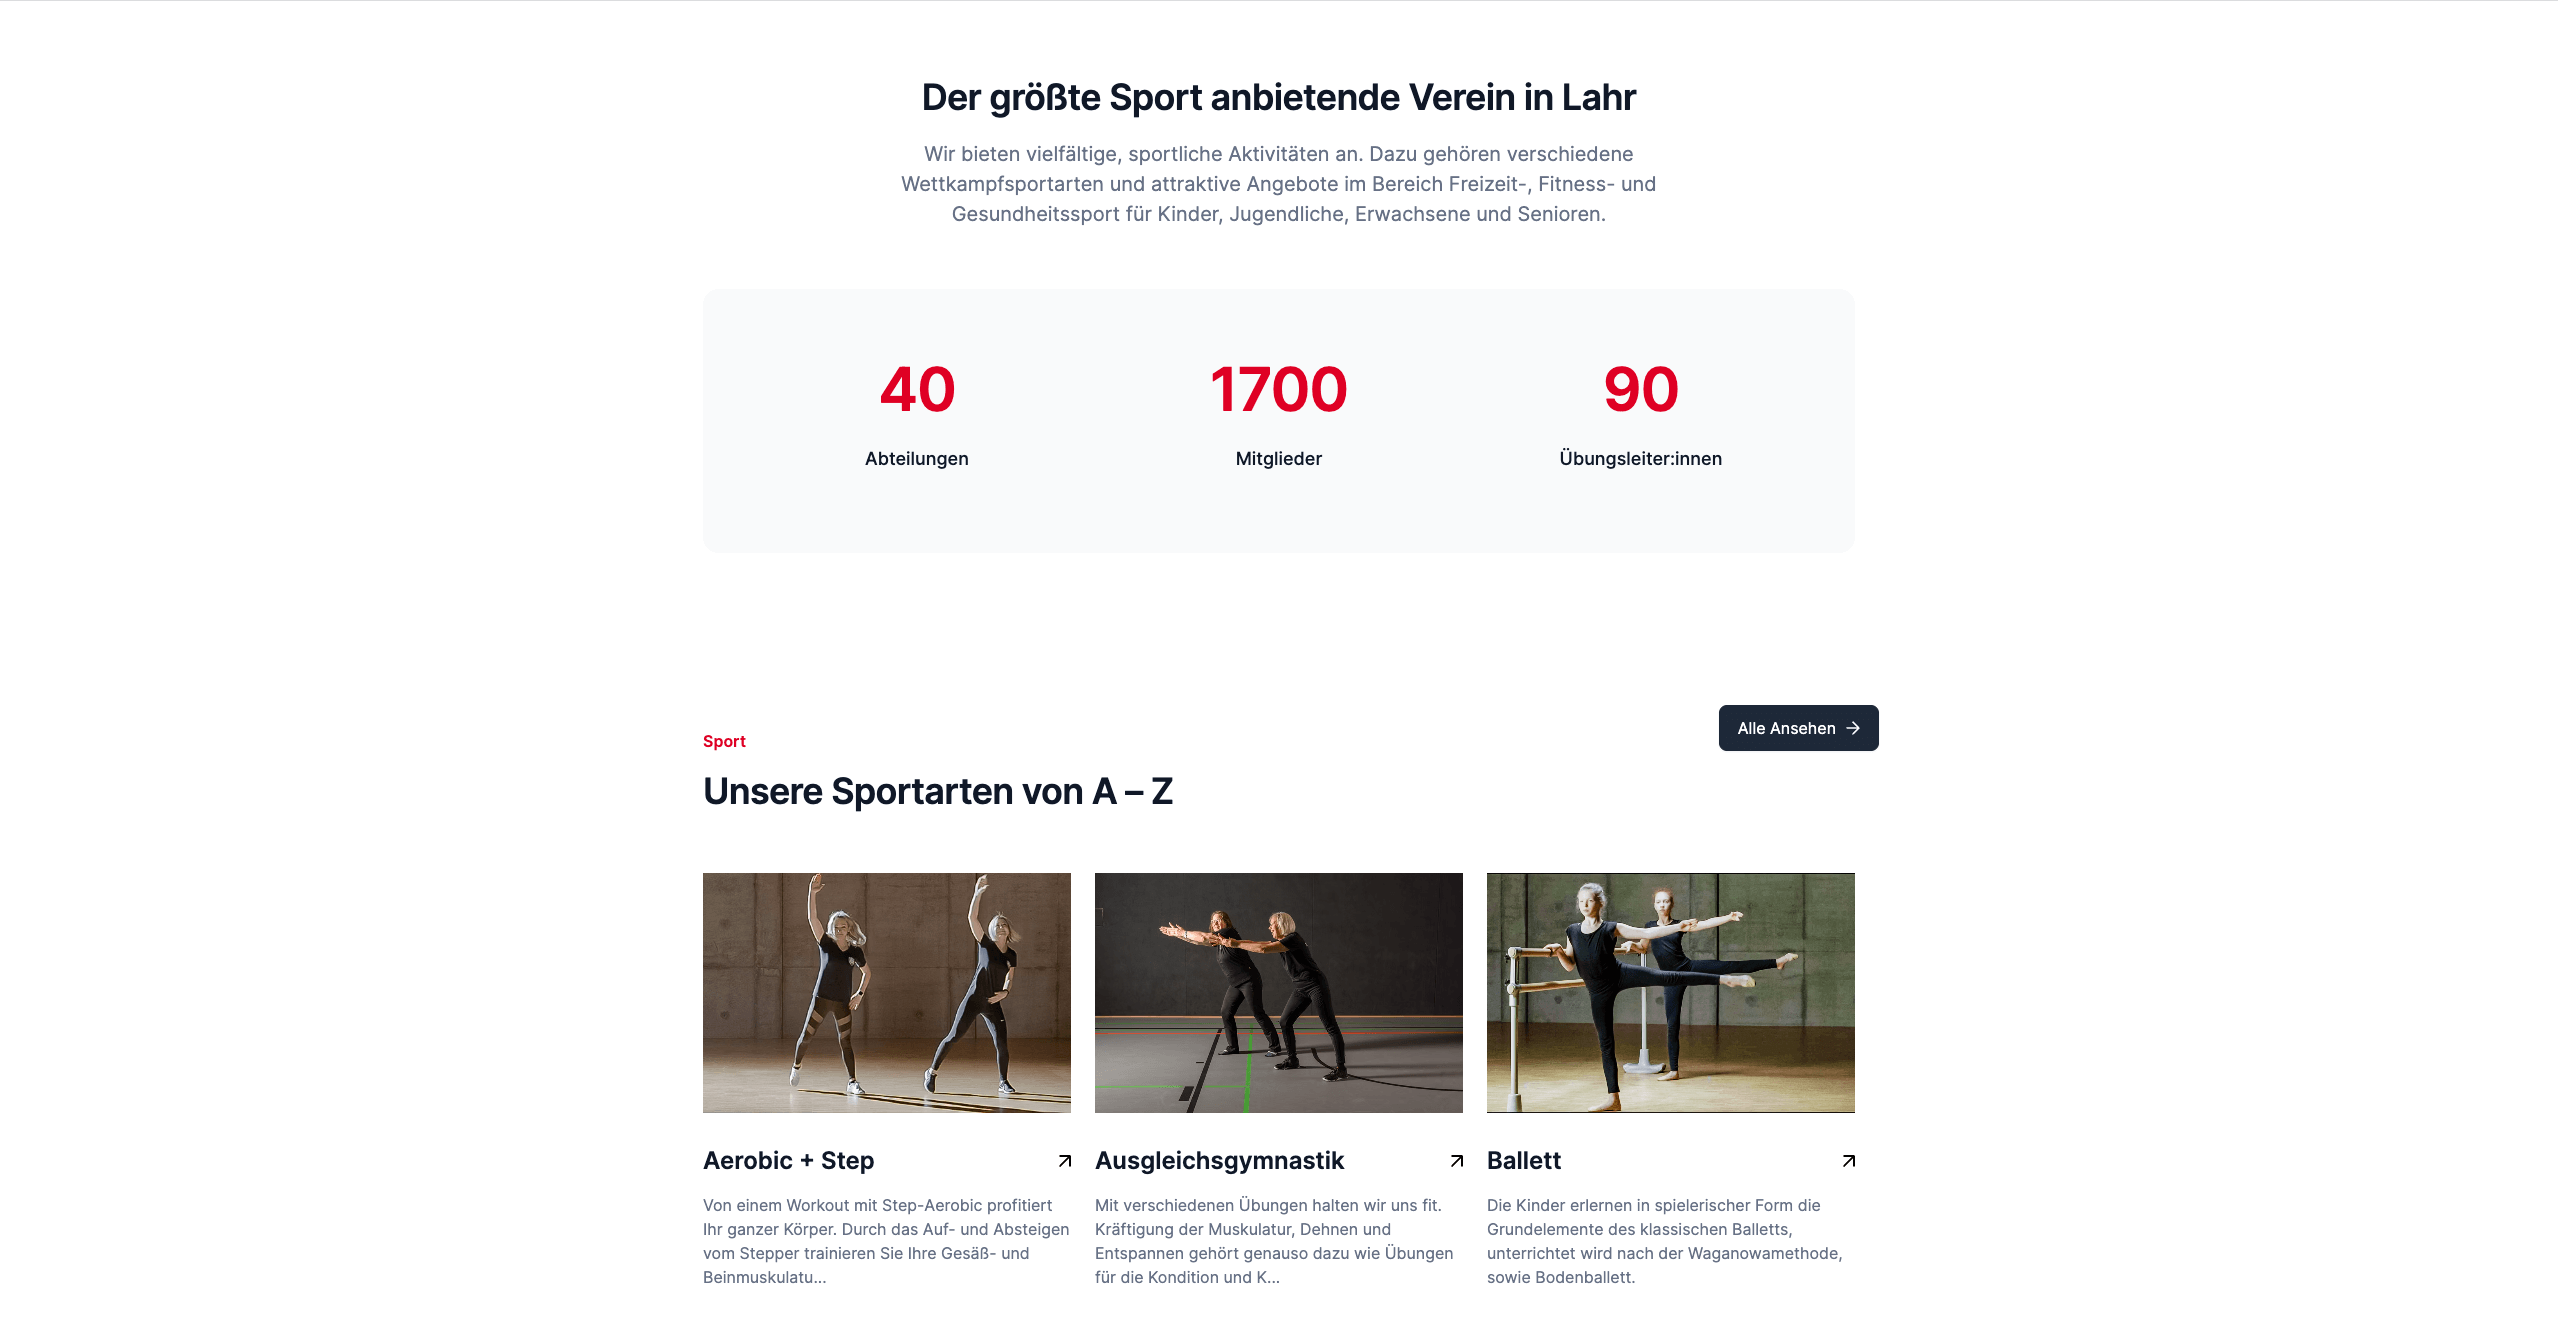 Der größte Sport anbietende Verein in Lahr
Wir bieten vielfältige, sportliche Aktivitäten an. Dazu gehören verschiedene
Wettkampfsportarten und attraktive Angebote im Bereich Freizeit-, Fitness- und
Gesundheitssport für Kinder, Jugendliche, Erwachsene und Senioren.
40
Abteilungen
1700
Mitglieder
90
Übungsleiter:innen
Sport
Alle Ansehen
Unsere Sportarten von A – Z
Aerobic + Step
Von einem Workout mit Step-Aerobic profitiert
Ihr ganzer Körper. Durch das Auf- und Absteigen
vom Stepper trainieren Sie Ihre Gesäß- und
Beinmuskulatu...
Ausgleichsgymnastik
Mit verschiedenen Übungen halten wir uns fit.
Kräftigung der Muskulatur, Dehnen und
Entspannen gehört genauso dazu wie Übungen
für die Kondition und K...
Ballett
Die Kinder erlernen in spielerischer Form die
Grundelemente des klassischen Balletts,
unterrichtet wird nach der Waganowamethode,
sowie Bodenballett.